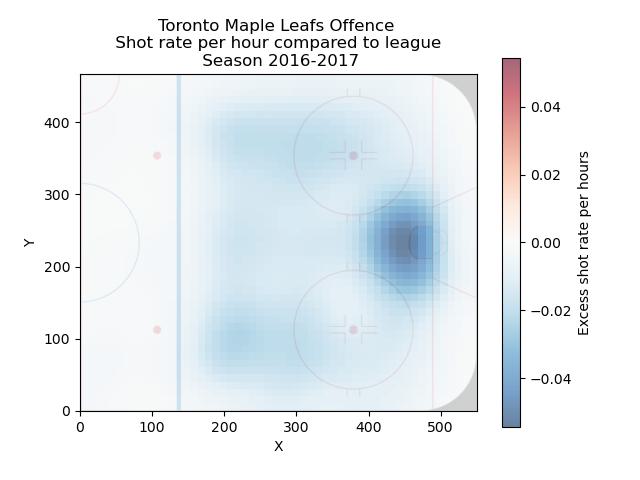 Toronto Maple Leafs Offence
Shot rate per hour compared to league
Season 2016-2017
400
300
200
100
0
Y
0 100 200 300 400 500
X
0.04
0.02
0.00
−0.02
−0.04
Excess shot rate per hours